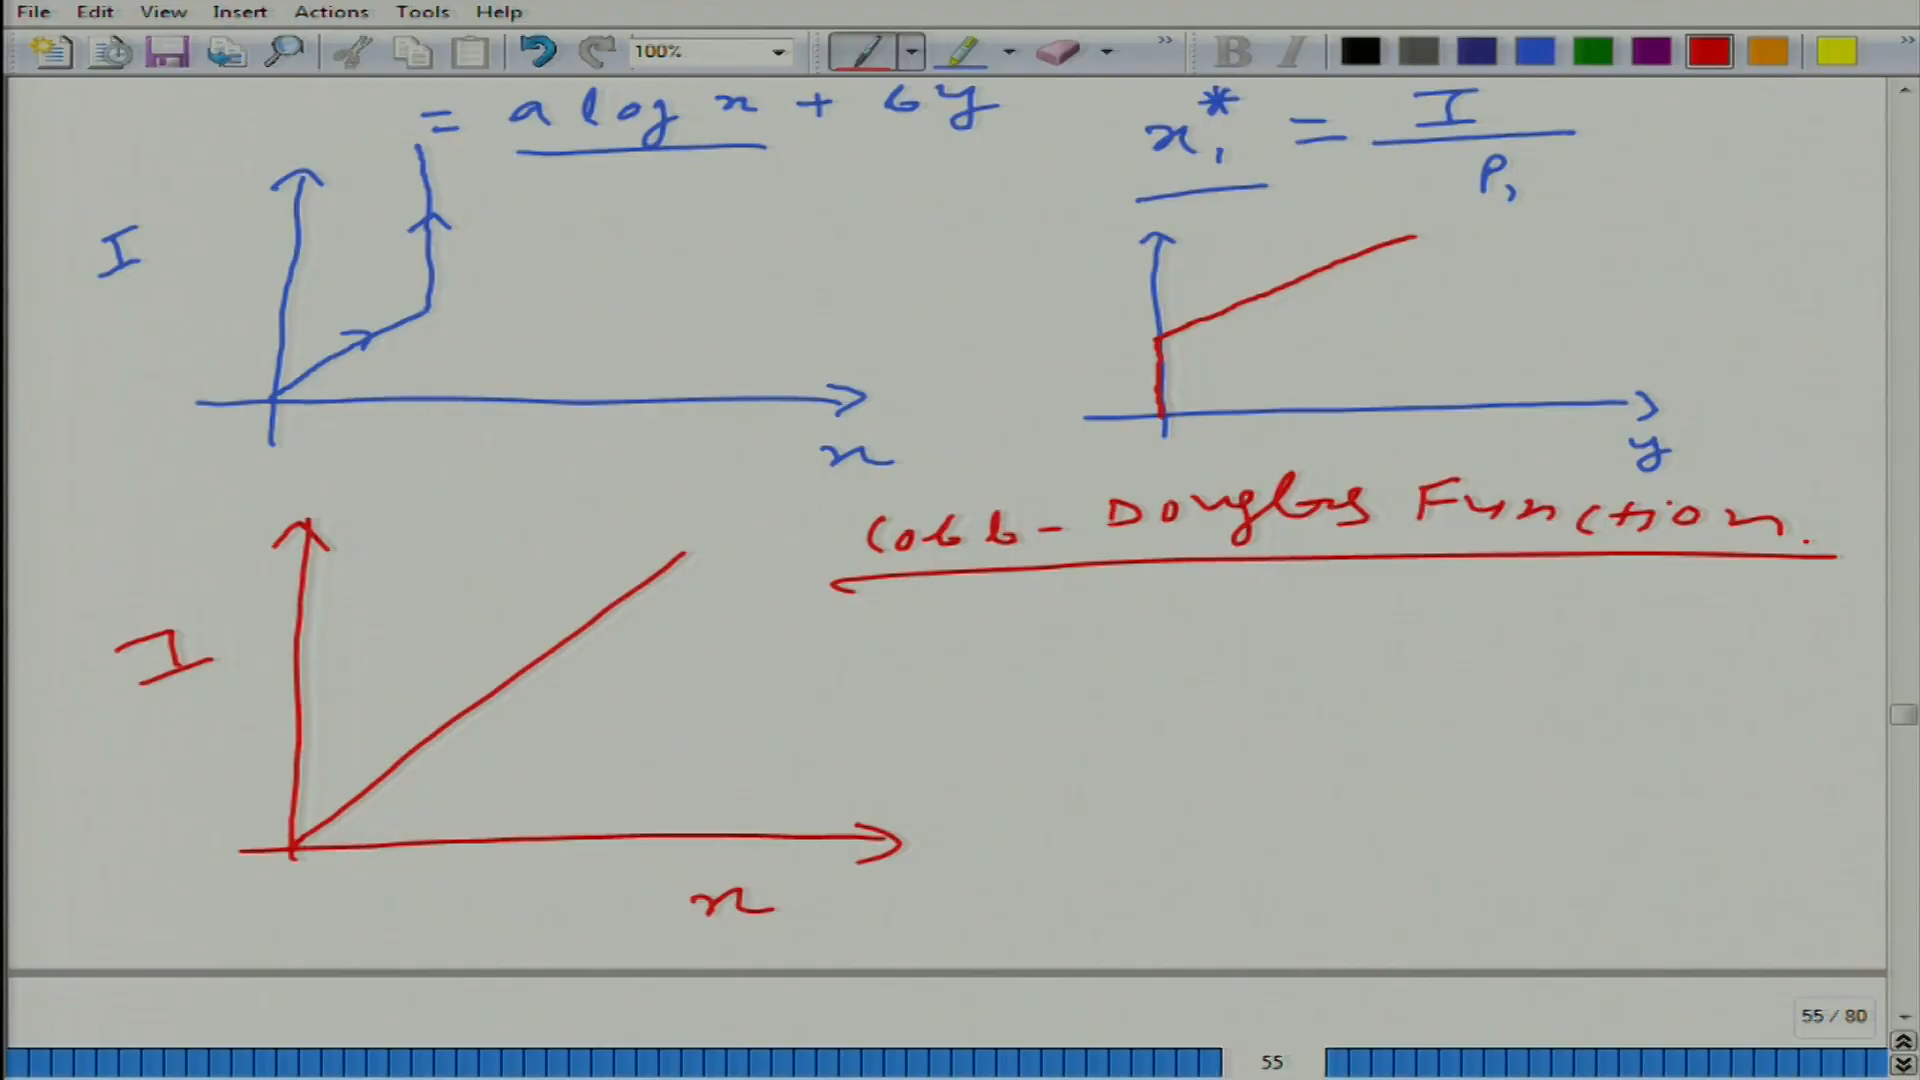 File Edit View Insert Actions Tools Help
100%
B I
= a log x + by
x₁* = I / P₁
I
x
y
Cobb-Douglas Function.
I
x
55 / 80
55